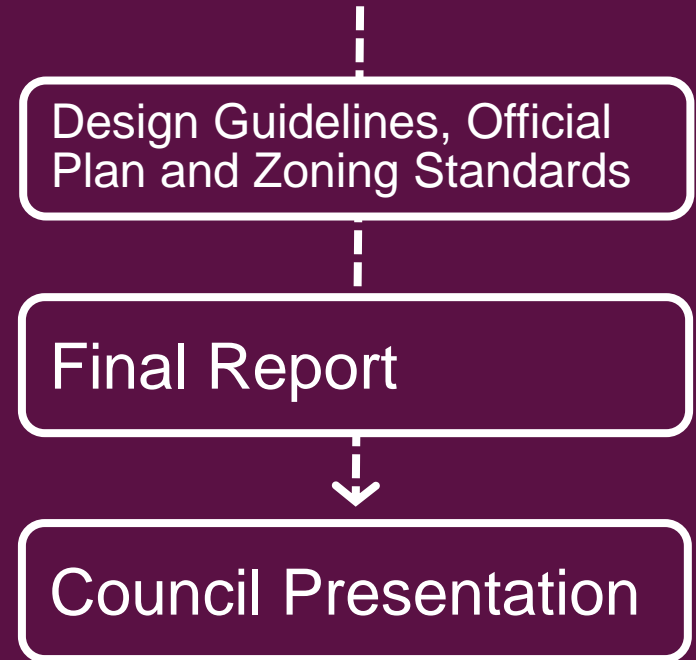 Design Guidelines, Official
Plan and Zoning Standards
Final Report
Council Presentation